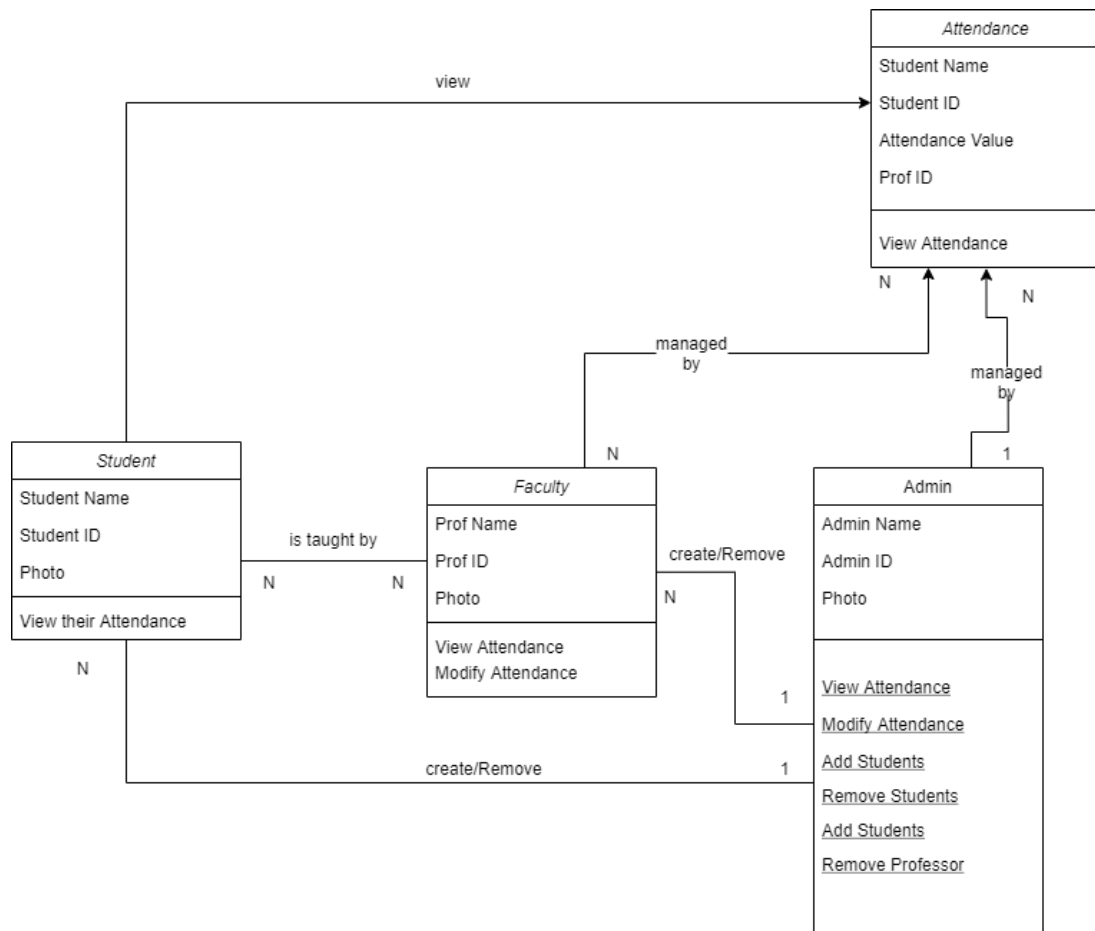 Attendance
Student Name
Student ID
Attendance Value
Prof ID
View Attendance
view
N
N
managed
by
managed
by
N
1
Student
Student Name
Student ID
Photo
View their Attendance
is taught by
N
N
N
Faculty
Prof Name
Prof ID
Photo
View Attendance
Modify Attendance
create/Remove
N
1
create/Remove
1
Admin
Admin Name
Admin ID
Photo
View Attendance
Modify Attendance
Add Students
Remove Students
Add Students
Remove Professor